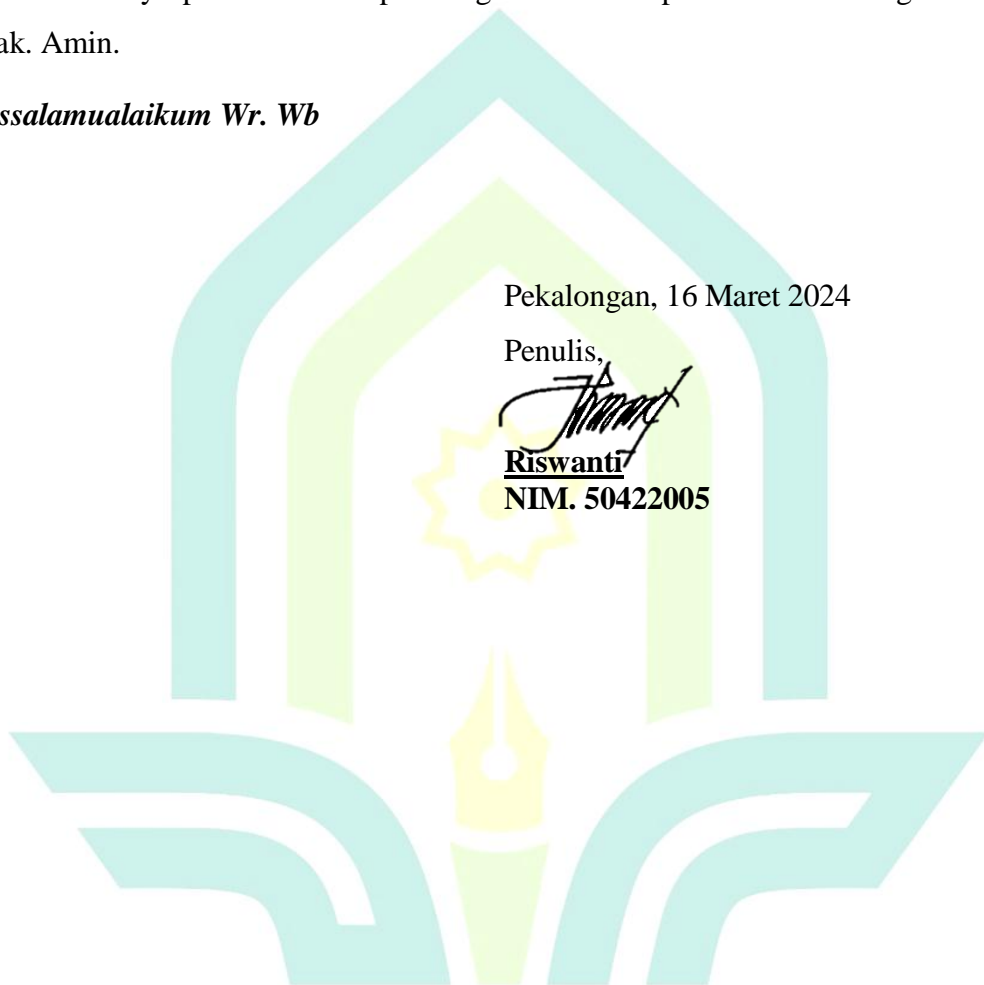 ak. Amin.
ssalamualaikum Wr. Wb
Pekalongan, 16 Maret 2024
Penulis,
Riswanti
NIM. 50422005